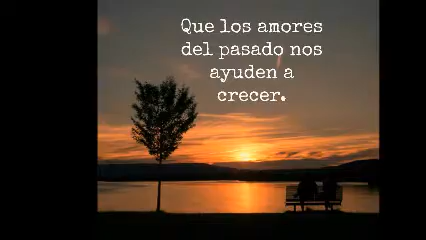 Que los amores
del pasado nos
ayuden a
crecer.